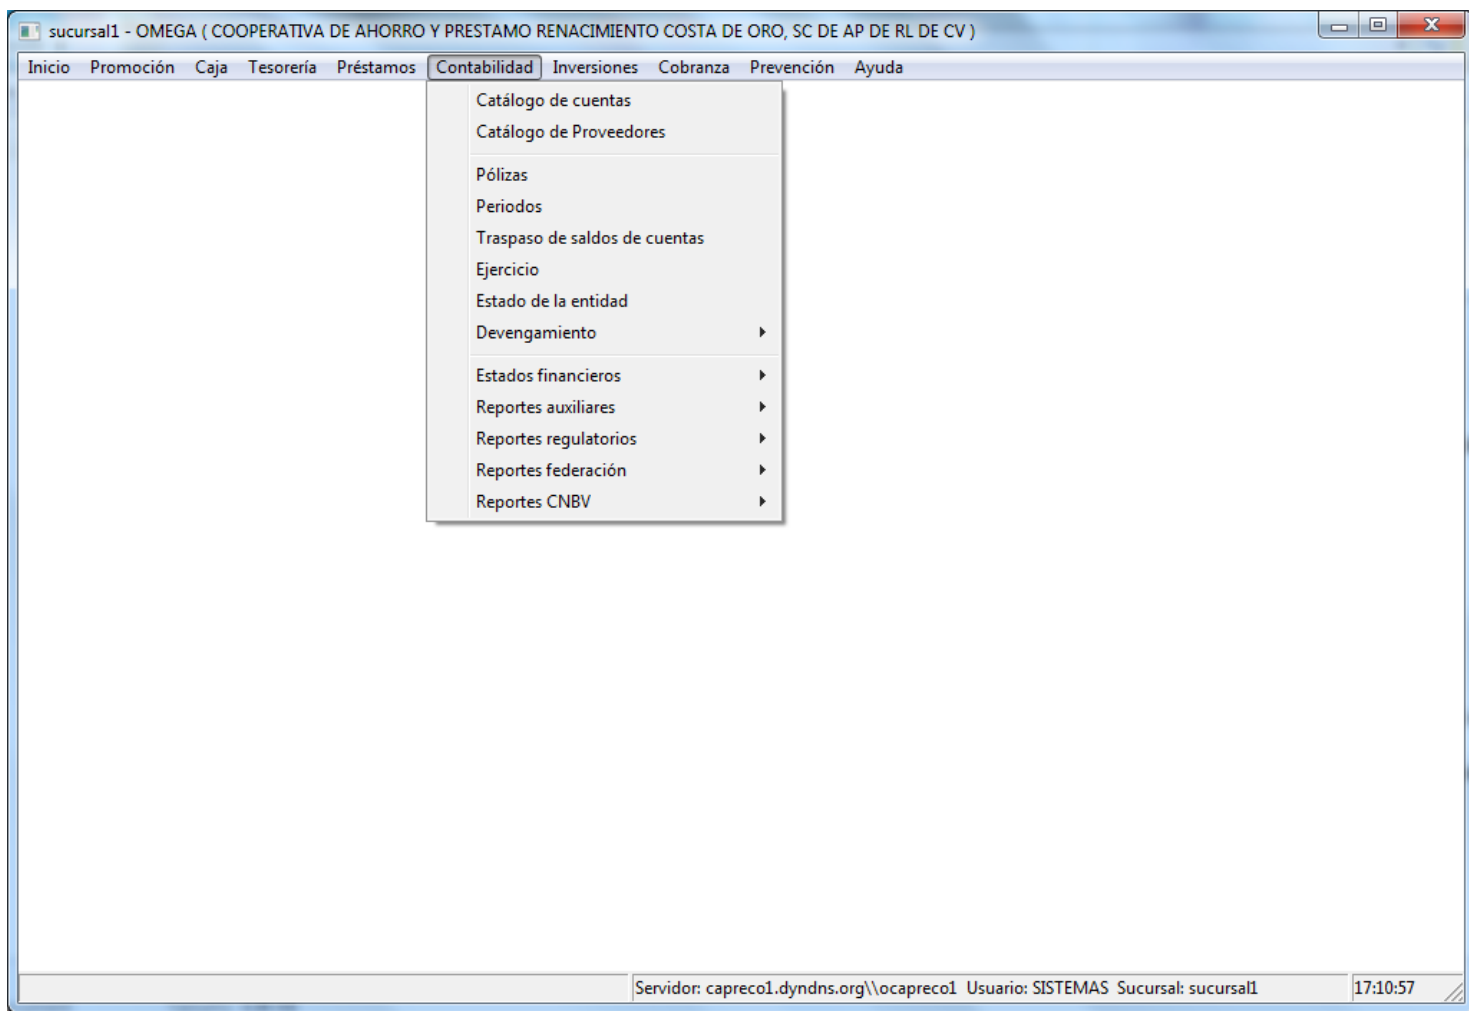 sucursal1 - OMEGA ( COOPERATIVA DE AHORRO Y PRESTAMO RENACIMIENTO COSTA DE ORO, SC DE AP DE RL DE CV )
Inicio Promoción Caja Tesorería Préstamos Contabilidad Inversiones Cobranza Prevención Ayuda
Catálogo de cuentas
Catálogo de Proveedores
Pólizas
Periodos
Traspaso de saldos de cuentas
Ejercicio
Estado de la entidad
Devengamiento
Estados financieros
Reportes auxiliares
Reportes regulatorios
Reportes federación
Reportes CNBV
Servidor: capreco1.dyndns.org\\ocapreco1 Usuario: SISTEMAS Sucursal: sucursal1 17:10:57